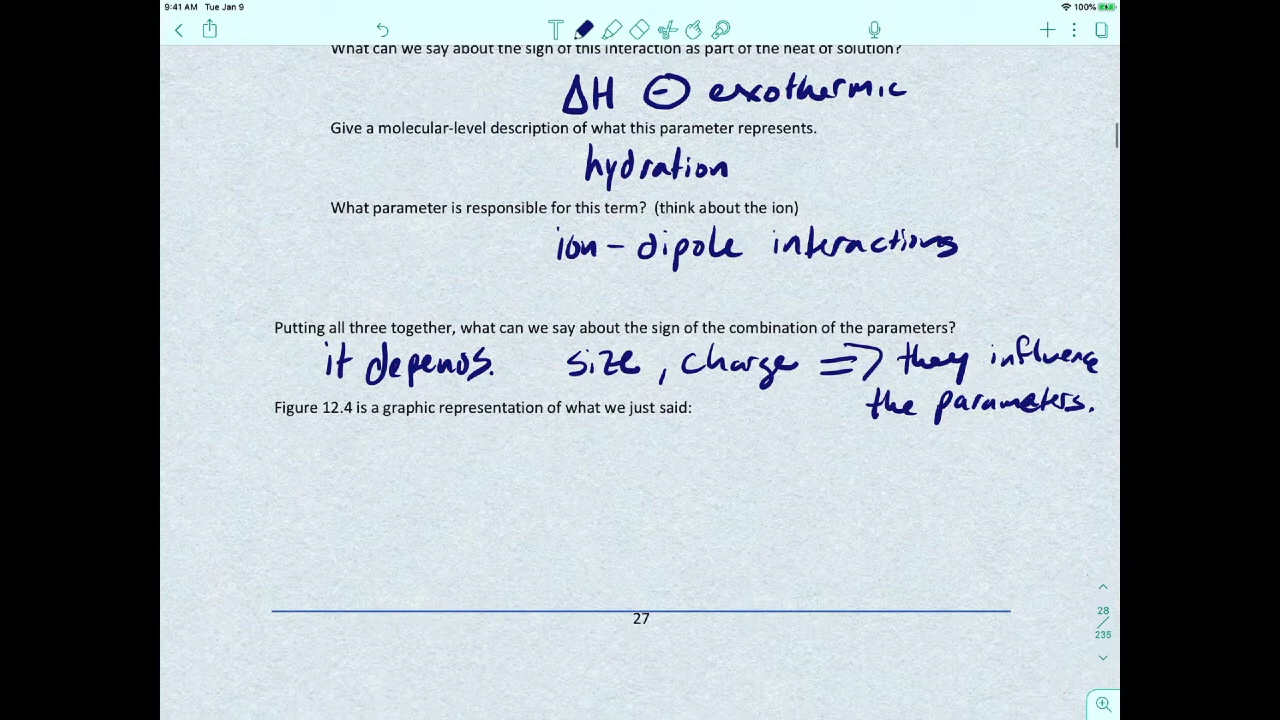 9:41 AM Tue Jan 9
100%
What can we say about the sign of this interaction as part of the heat of solution?
ΔH ⊖ exothermic
Give a molecular-level description of what this parameter represents.
hydration
What parameter is responsible for this term? (think about the ion)
ion - dipole interactions
Putting all three together, what can we say about the sign of the combination of the parameters?
it depends. size, charge => they influence
the parameters.
Figure 12.4 is a graphic representation of what we just said:
27
28
/
235